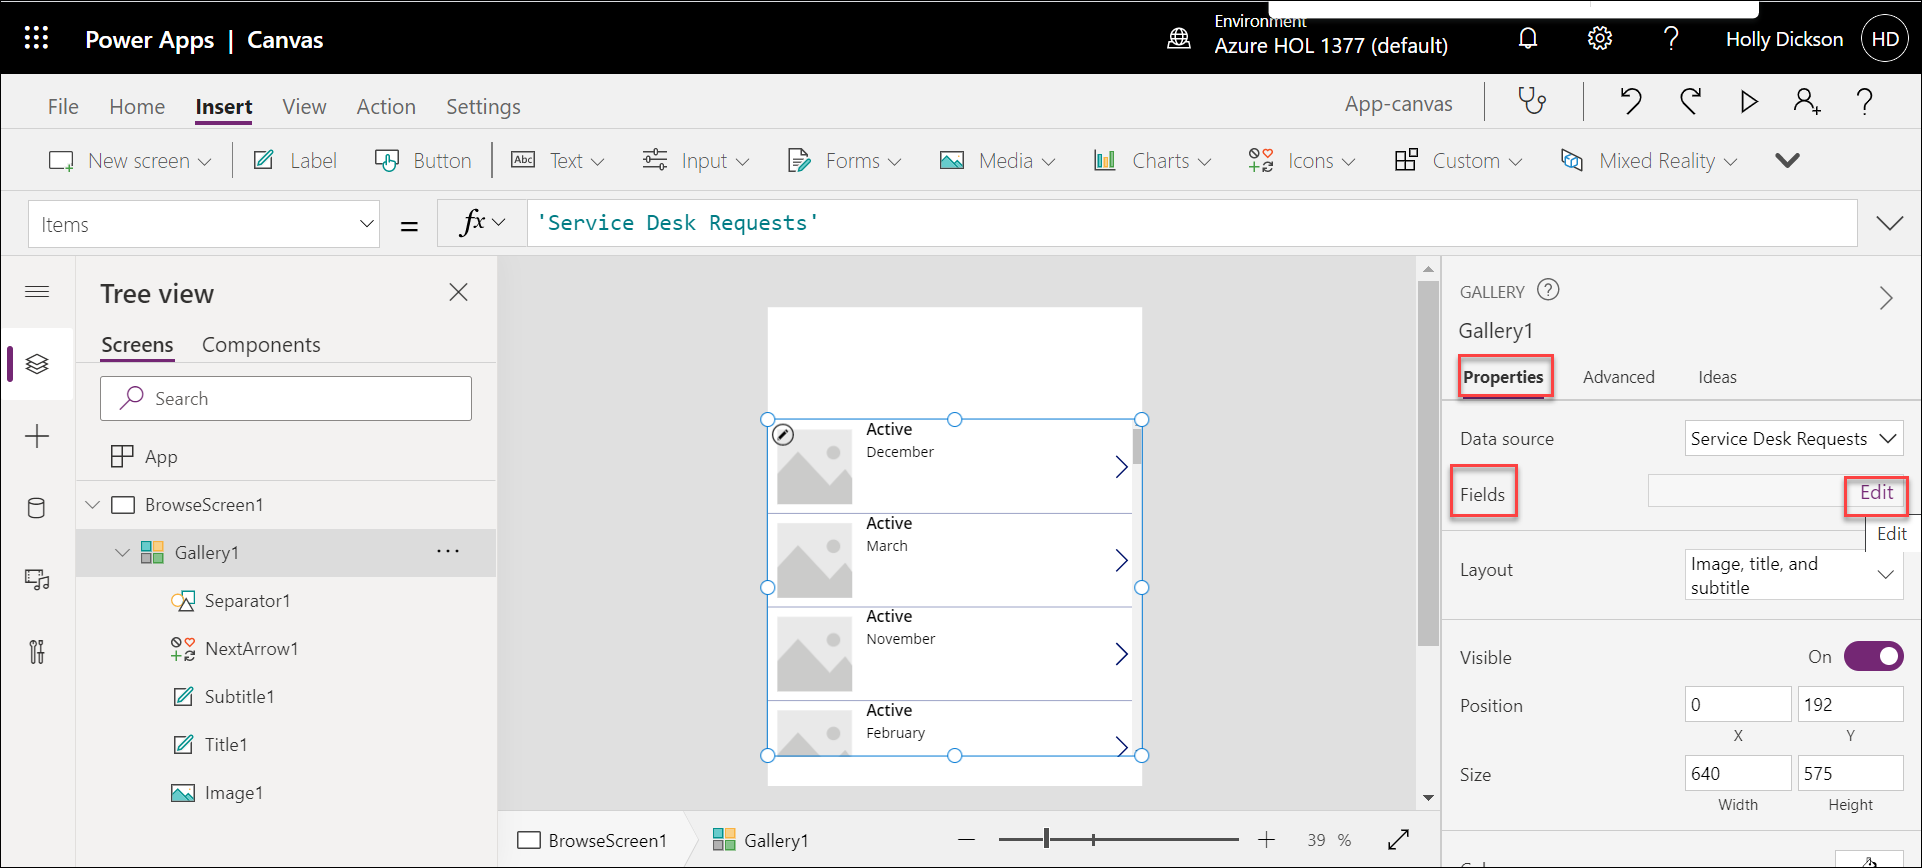 Environment
Power Apps | Canvas
Azure HOL 1377 (default)
?
Holly Dickson
HD
File Home Insert View Action Settings
App-canvas
?
New screen
Label
Button
Abc Text
Input
Forms
Media
Charts
Icons
Custom
Mixed Reality
Items
=
fx
'Service Desk Requests'
Tree view
Screens Components
Search
App
BrowseScreen1
Gallery1
...
Separator1
NextArrow1
Subtitle1
Title1
Image1
Active
December
Active
March
Active
November
Active
February
BrowseScreen1
Gallery1
39 %
GALLERY ?
Gallery1
Properties Advanced Ideas
Data source
Service Desk Requests
Fields
Edit
Edit
Layout
Image, title, and
subtitle
Visible
On
Position
0 192
X Y
Size
640 575
Width Height